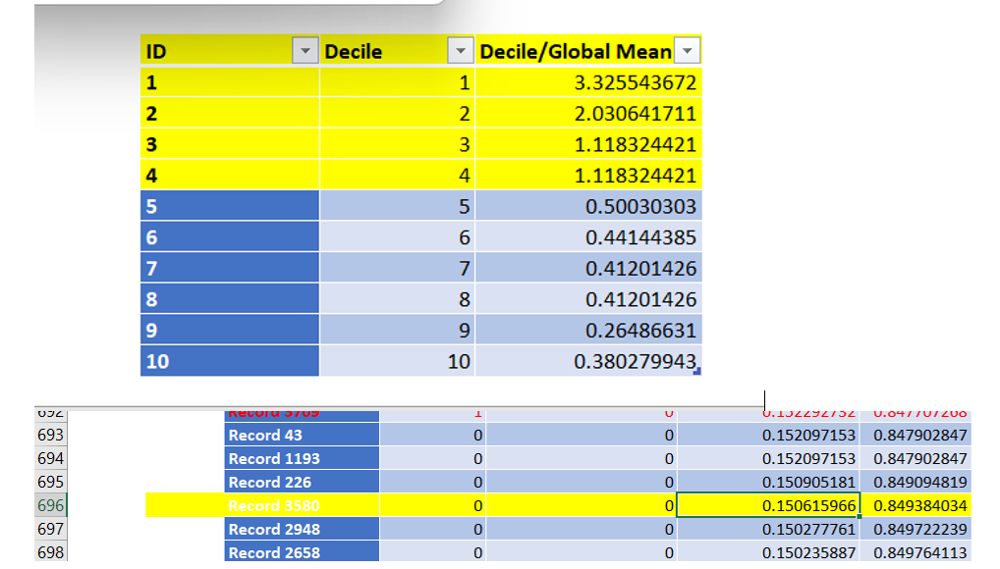 ID Decile Decile/Global Mean
1 1 3.325543672
2 2 2.030641711
3 3 1.118324421
4 4 1.118324421
5 5 0.50030303
6 6 0.44144385
7 7 0.41201426
8 8 0.41201426
9 9 0.26486631
10 10 0.380279943
692 Record 3709 1 0 0.152292732 0.847707268
693 Record 43 0 0 0.152097153 0.847902847
694 Record 1193 0 0 0.152097153 0.847902847
695 Record 226 0 0 0.150905181 0.849094819
696 Record 3580 0 0 0.150615966 0.849384034
697 Record 2948 0 0 0.150277761 0.849722239
698 Record 2658 0 0 0.150235887 0.849764113